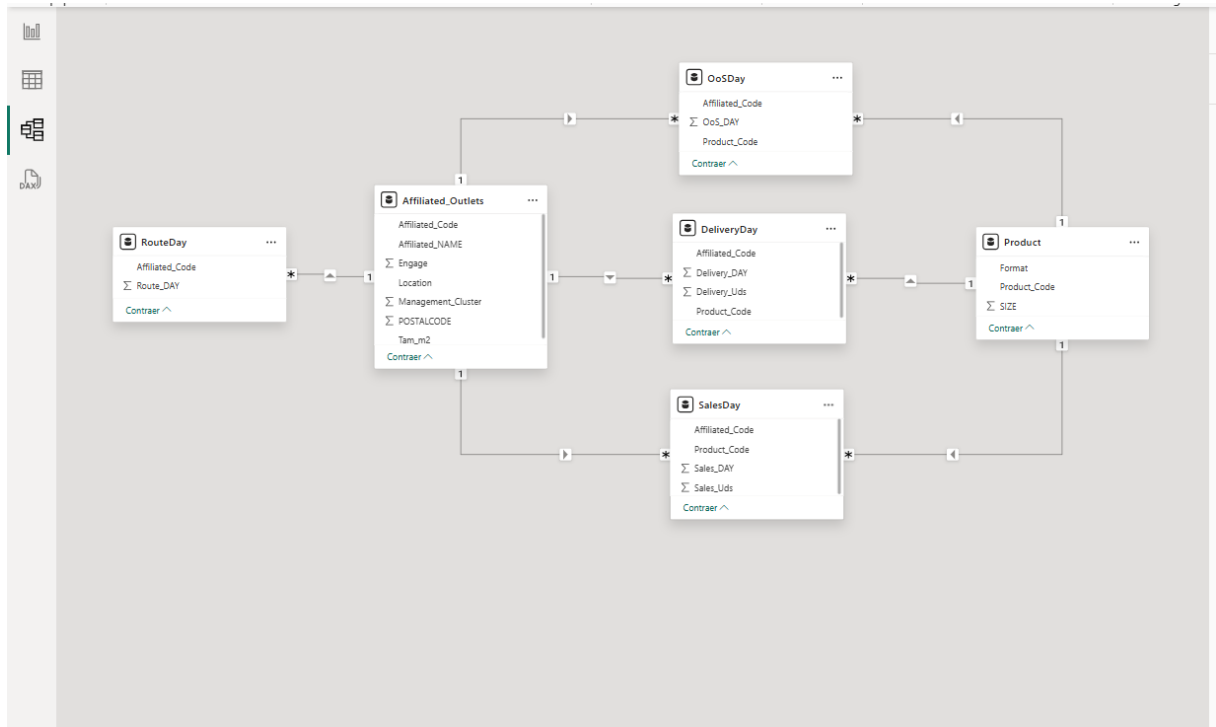 DAX
OoSDay
Affiliated_Code
∑ OoS_DAY
Product_Code
Contraer
1
*
*
1
Affiliated_Outlets
Affiliated_Code
Affiliated_NAME
∑ Engage
Location
∑ Management_Cluster
∑ POSTALCODE
Tam_m2
Contraer
RouteDay
Affiliated_Code
∑ Route_DAY
Contraer
*
1
DeliveryDay
Affiliated_Code
∑ Delivery_DAY
∑ Delivery_Uds
Product_Code
Contraer
1
*
*
1
Product
Format
Product_Code
∑ SIZE
Contraer
SalesDay
Affiliated_Code
Product_Code
∑ Sales_DAY
∑ Sales_Uds
Contraer
1
*
*
1